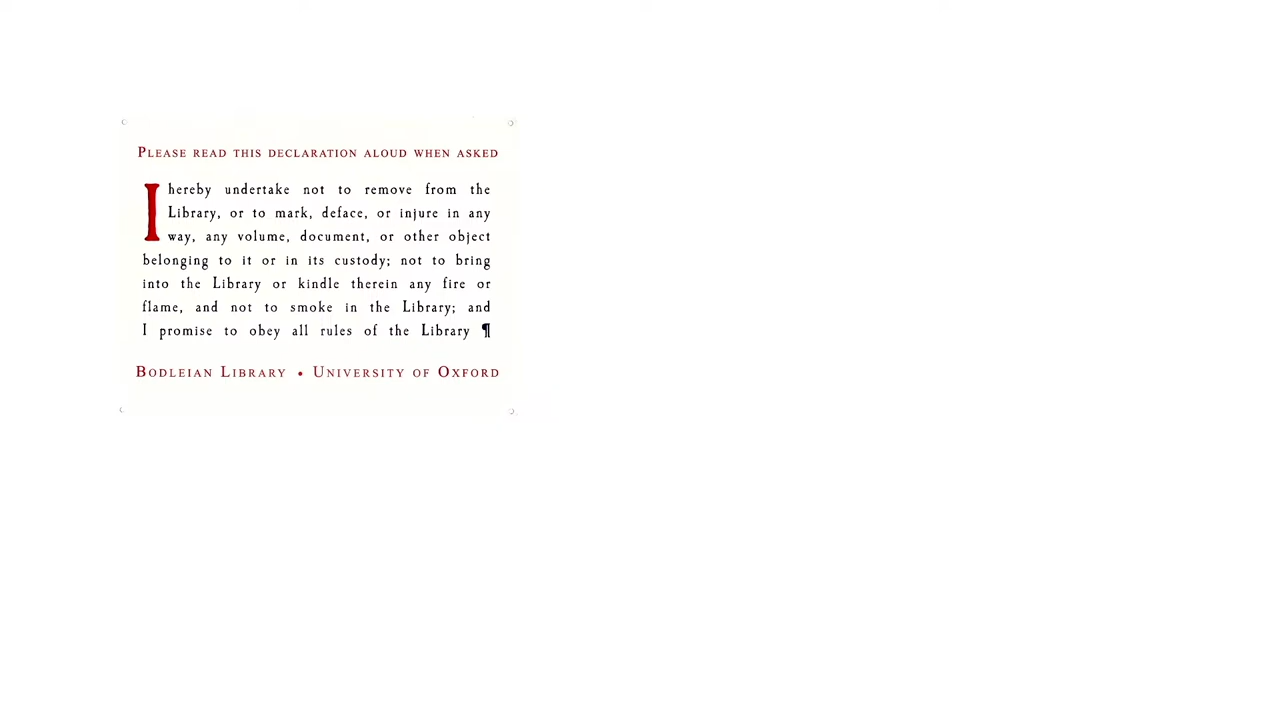 Please read this declaration aloud when asked
I hereby undertake not to remove from the
Library, or to mark, deface, or injure in any
way, any volume, document, or other object
belonging to it or in its custody; not to bring
into the Library or kindle therein any fire or
flame, and not to smoke in the Library; and
I promise to obey all rules of the Library ¶
Bodleian Library • University of Oxford